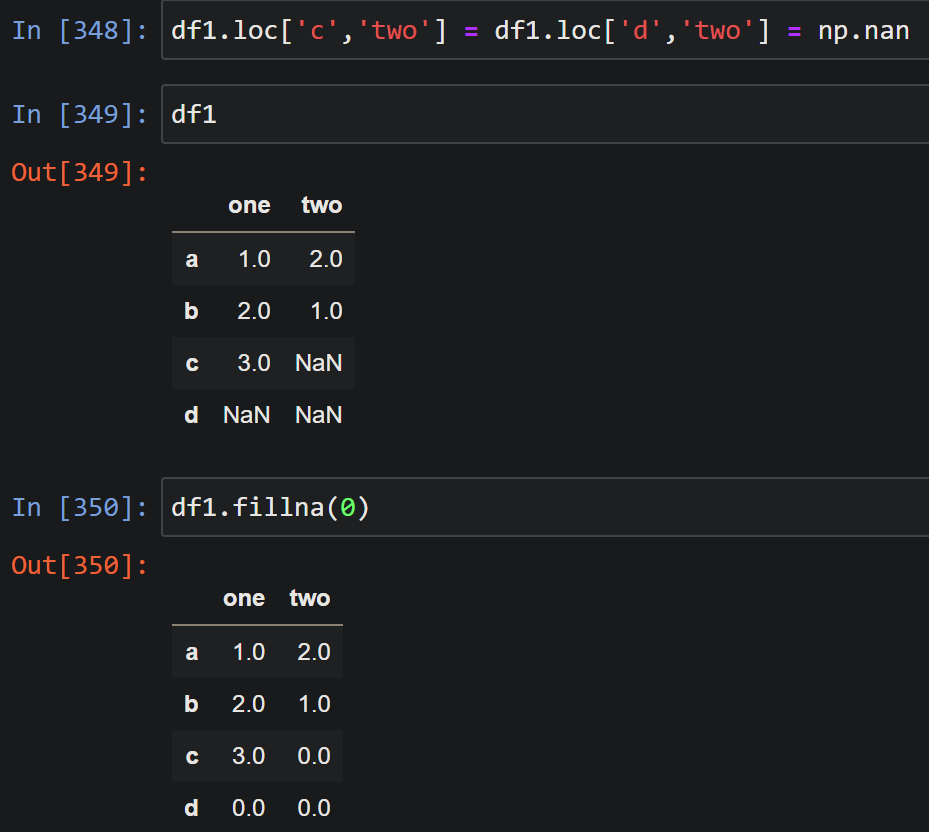 In [348]: df1.loc['c','two'] = df1.loc['d','two'] = np.nan
In [349]: df1
Out[349]:
one two
a 1.0 2.0
b 2.0 1.0
c 3.0 NaN
d NaN NaN
In [350]: df1.fillna(0)
Out[350]:
one two
a 1.0 2.0
b 2.0 1.0
c 3.0 0.0
d 0.0 0.0